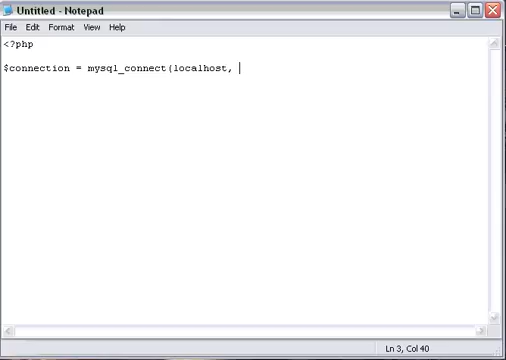 Untitled - Notepad
File Edit Format View Help
<?php
$connection = mysql_connect(localhost,
Ln 3, Col 40